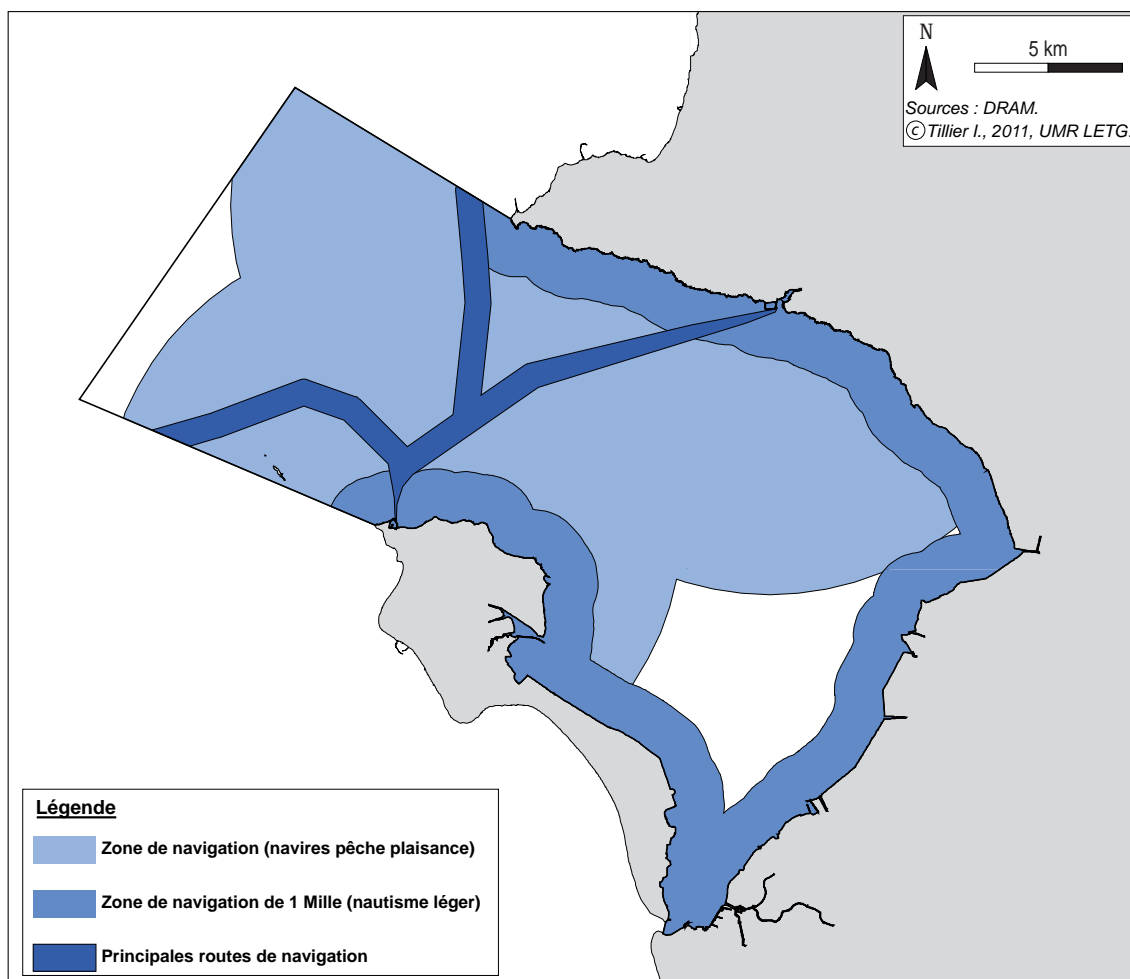 N
5 km
Sources : DRAM.
©Tillier I., 2011, UMR LETG.
Légende
Zone de navigation (navires pêche plaisance)
Zone de navigation de 1 Mille (nautisme léger)
Principales routes de navigation